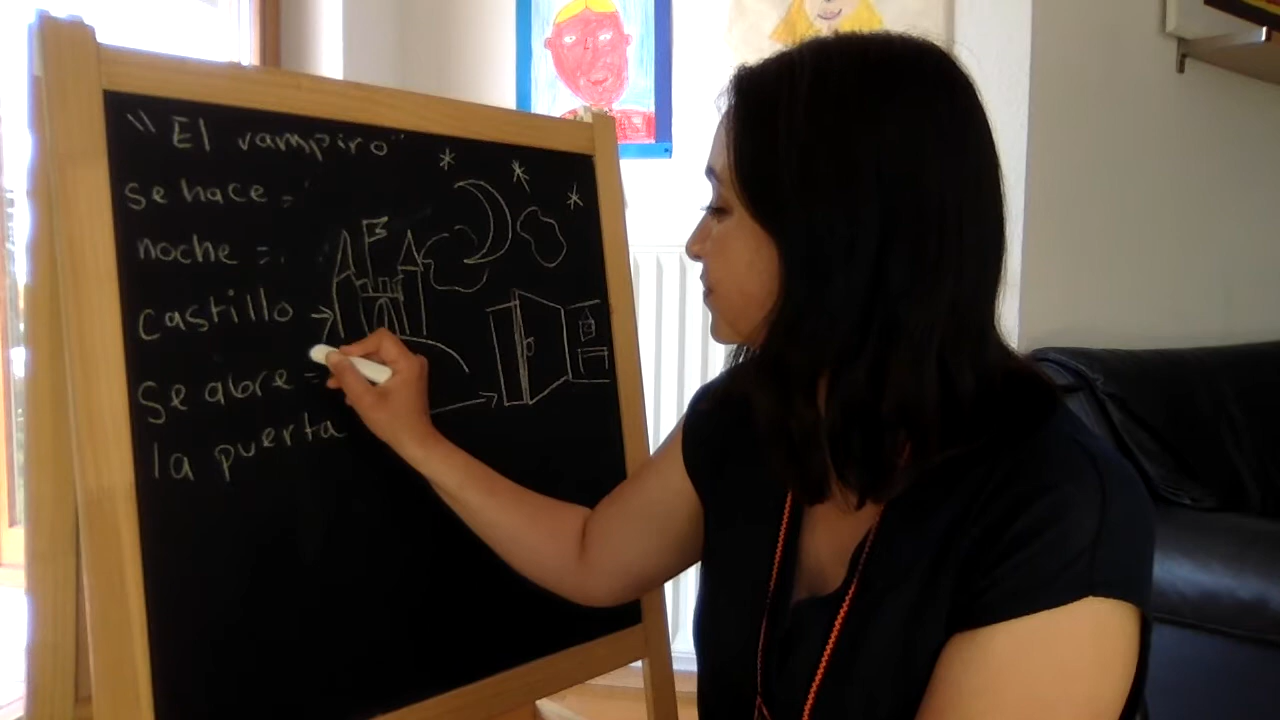 "El vampiro"
se hace =
noche =
castillo →
se abre =
la puerta